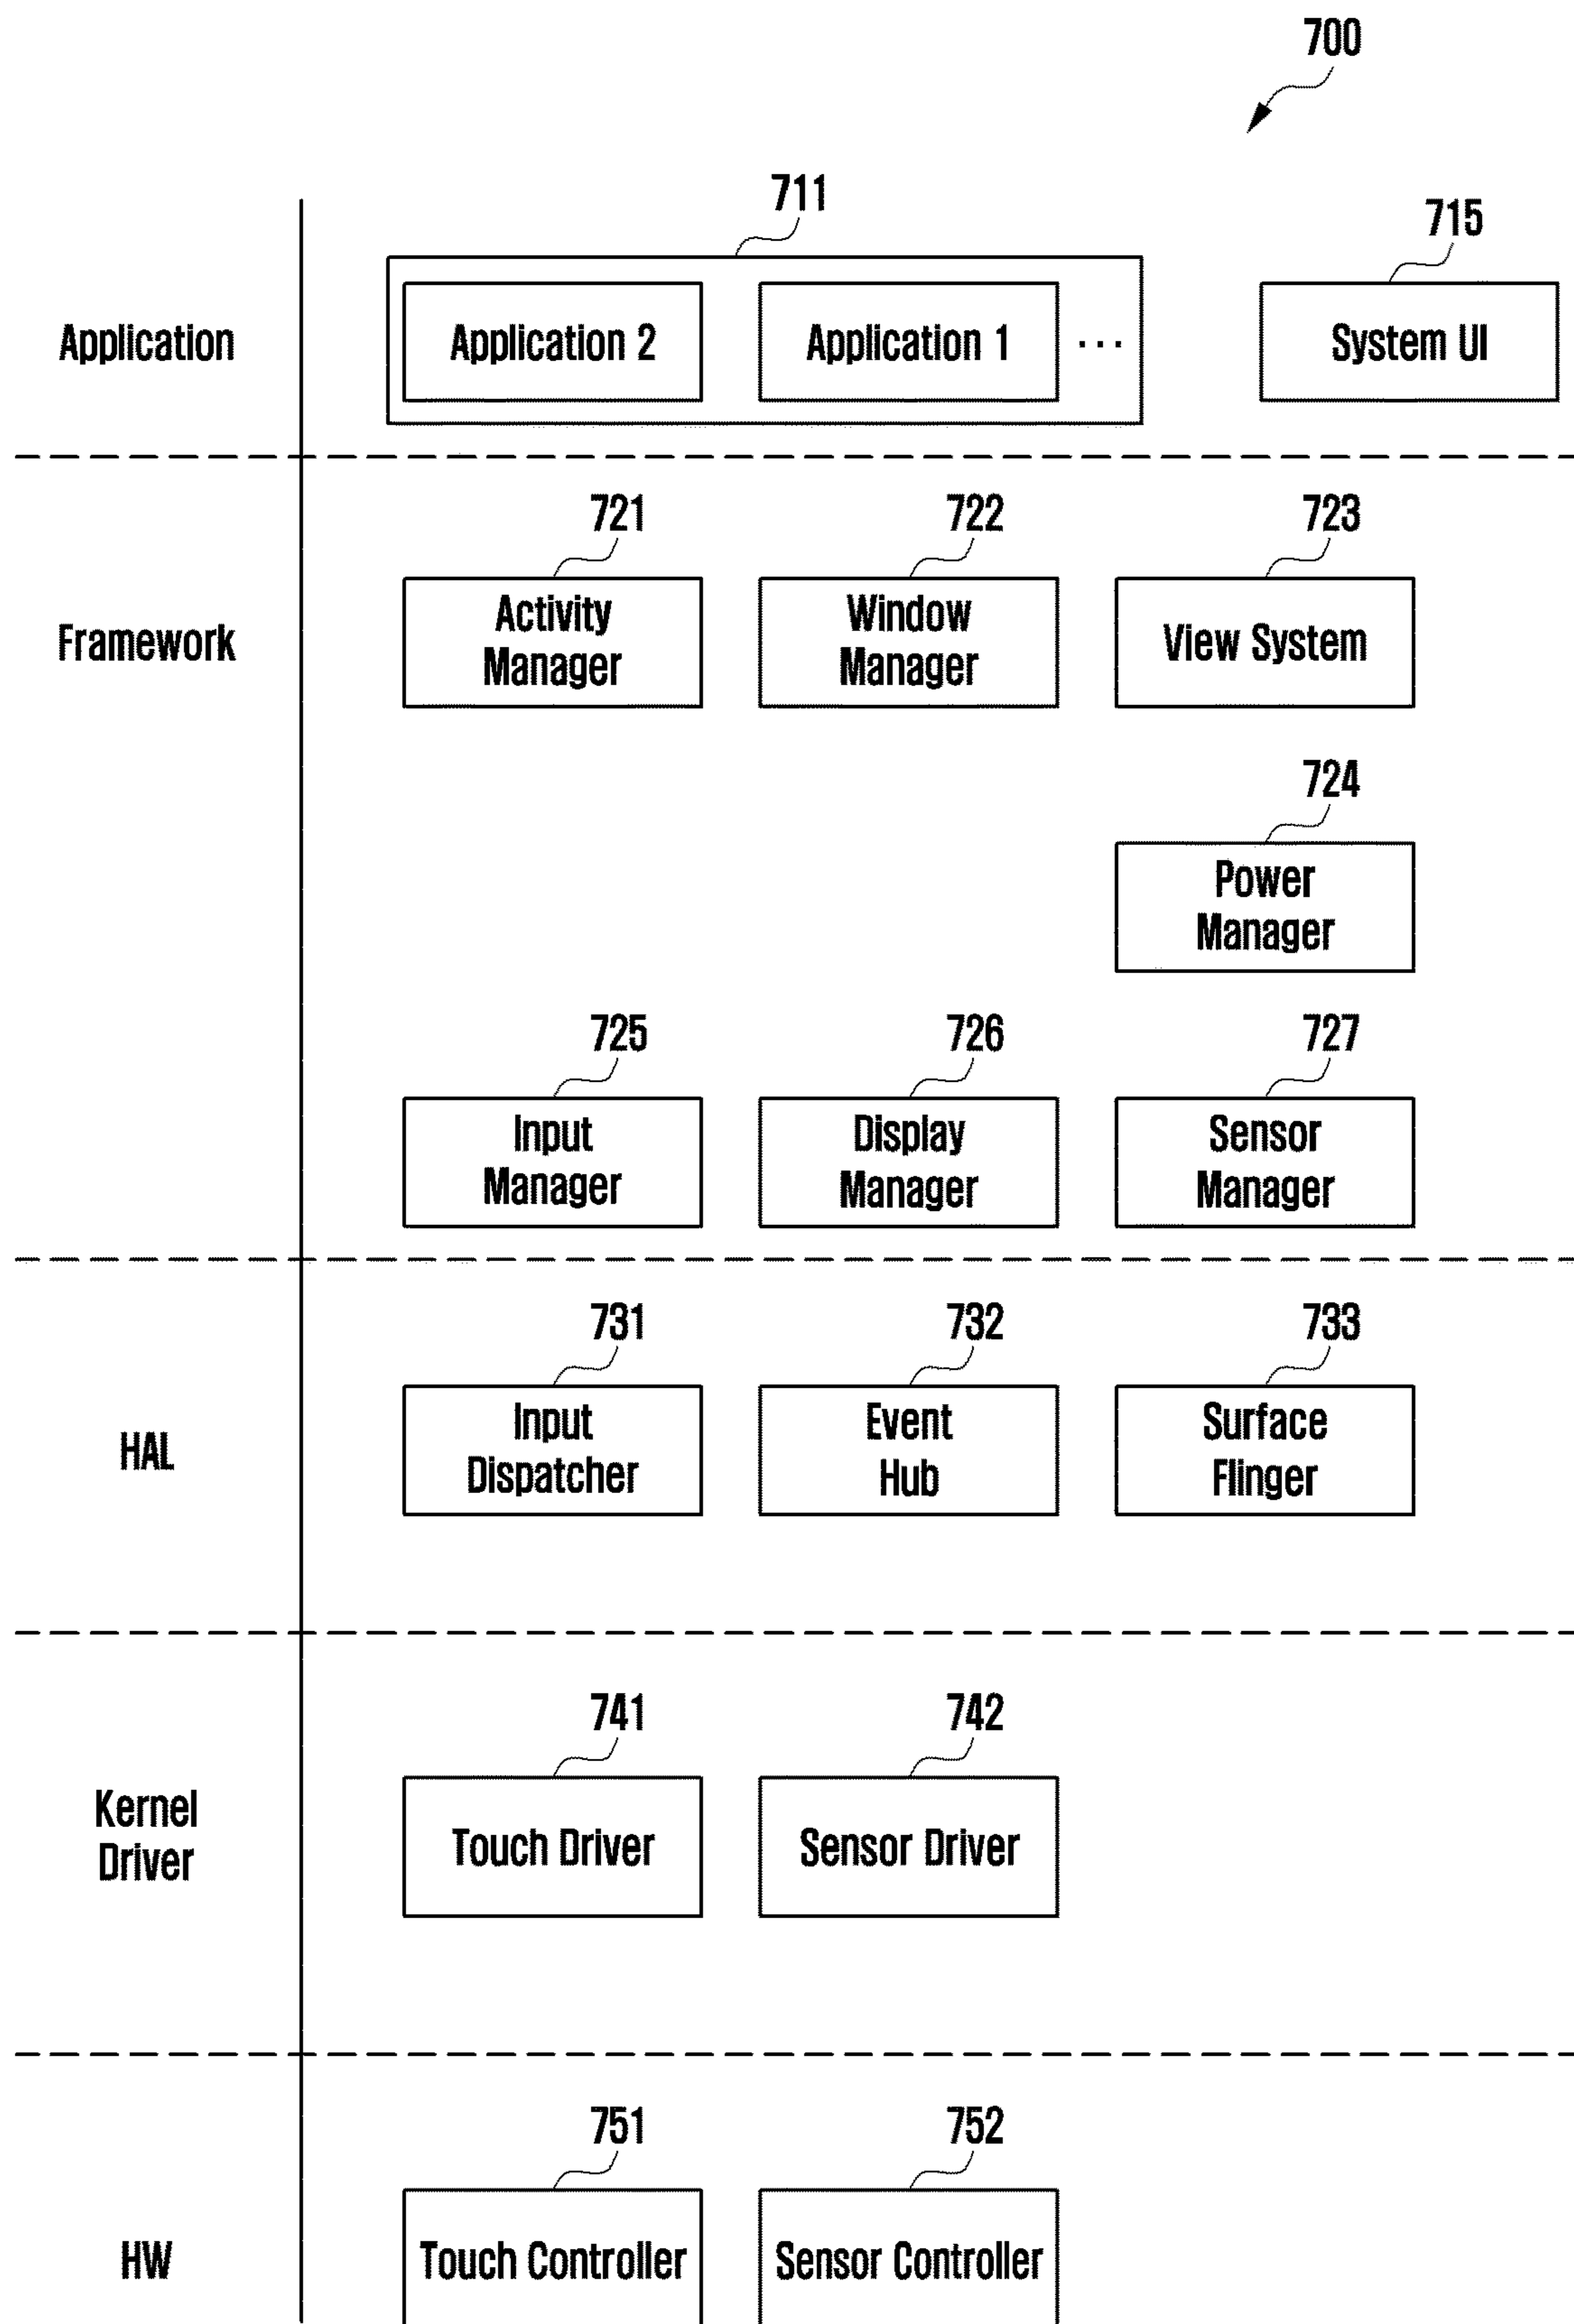 700
711
715
Application
Application 2
Application 1
...
System UI
721
722
723
Framework
Activity
Manager
Window
Manager
View System
724
Power
Manager
725
726
727
Input
Manager
Display
Manager
Sensor
Manager
731
732
733
HAL
Input
Dispatcher
Event
Hub
Surface
Flinger
741
742
Kernel
Driver
Touch Driver
Sensor Driver
751
752
HW
Touch Controller
Sensor Controller